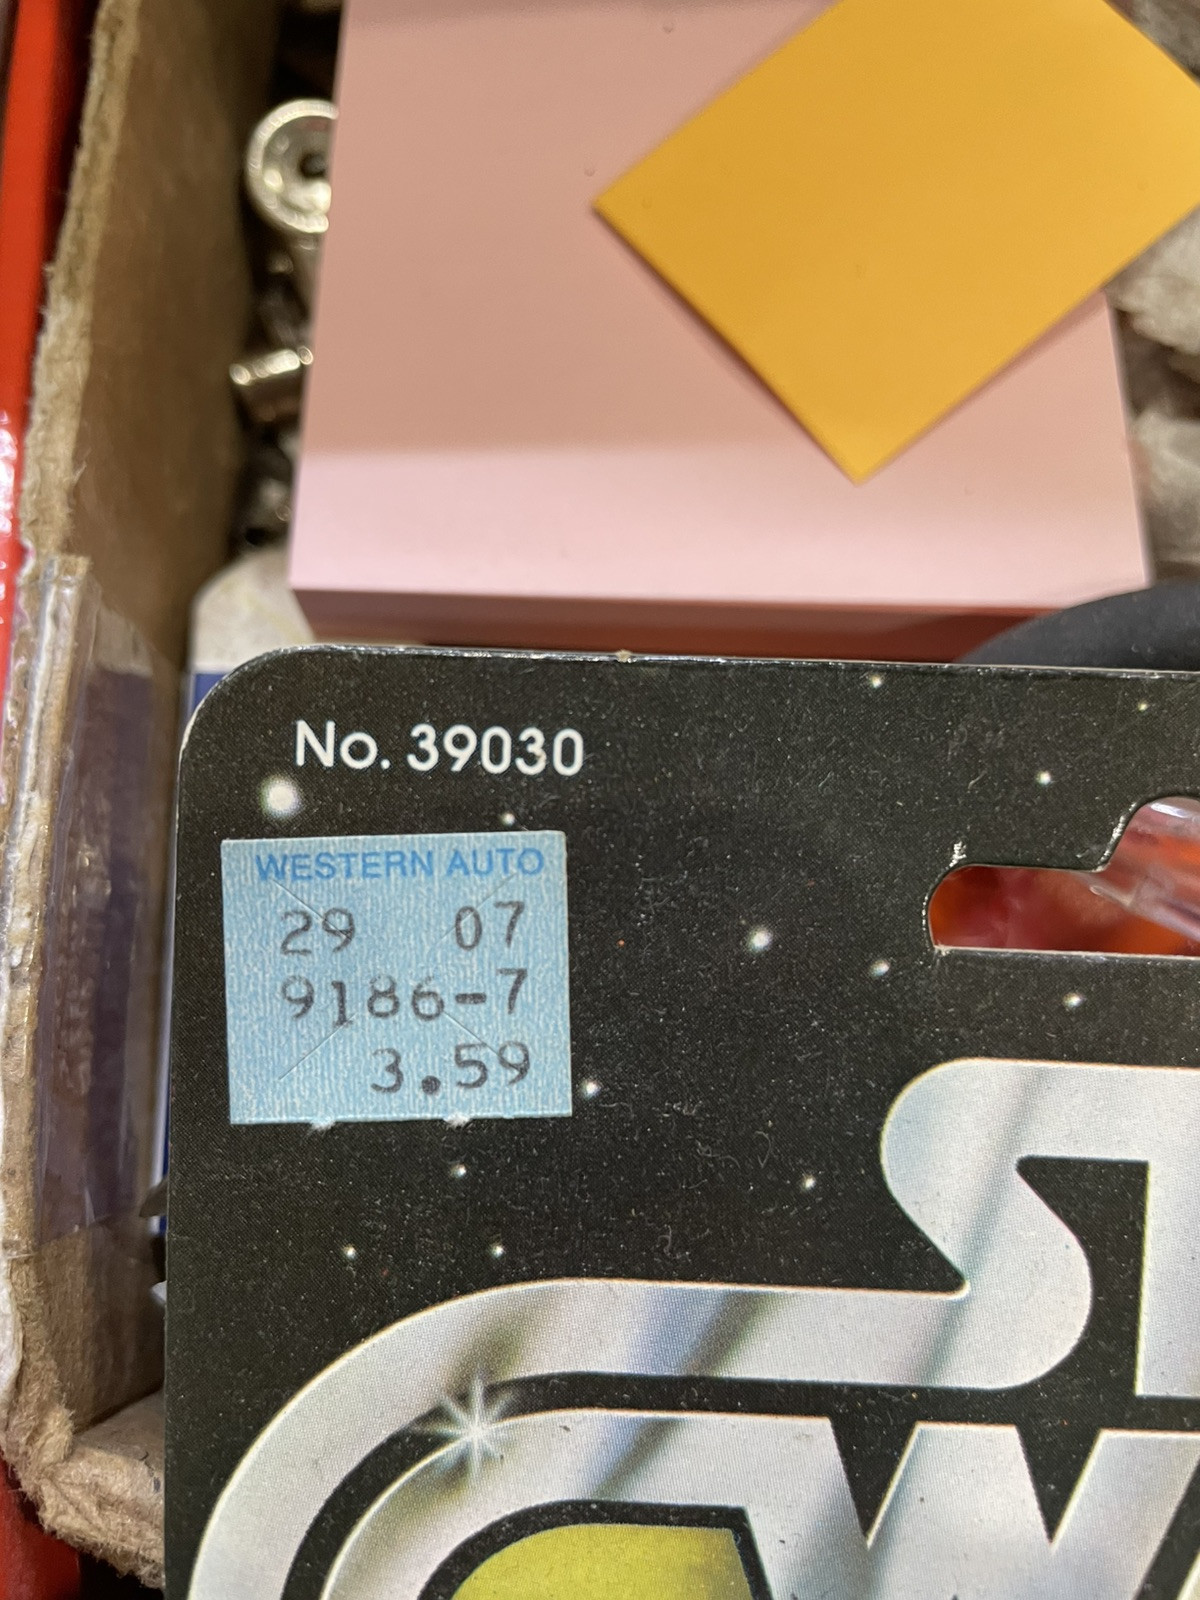 No. 39030
WESTERN AUTO
29 07
9186-7
3.59